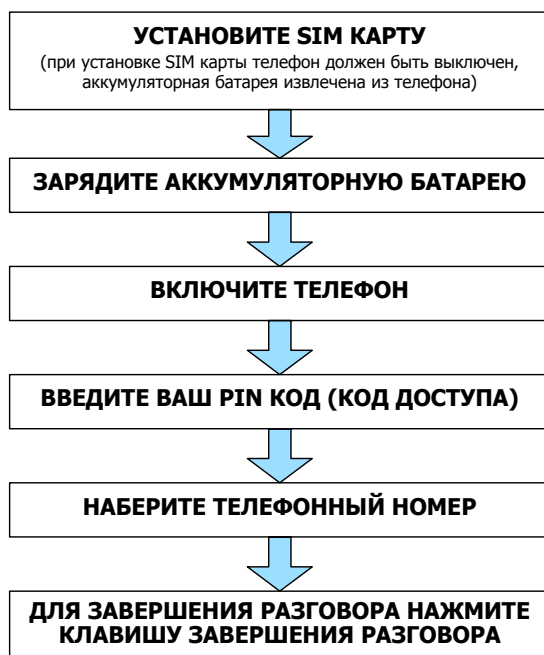 УСТАНОВИТЕ SIM КАРТУ
(при установке SIM карты телефон должен быть выключен,
аккумуляторная батарея извлечена из телефона)
ЗАРЯДИТЕ АККУМУЛЯТОРНУЮ БАТАРЕЮ
ВКЛЮЧИТЕ ТЕЛЕФОН
ВВЕДИТЕ ВАШ PIN КОД (КОД ДОСТУПА)
НАБЕРИТЕ ТЕЛЕФОННЫЙ НОМЕР
ДЛЯ ЗАВЕРШЕНИЯ РАЗГОВОРА НАЖМИТЕ
КЛАВИШУ ЗАВЕРШЕНИЯ РАЗГОВОРА